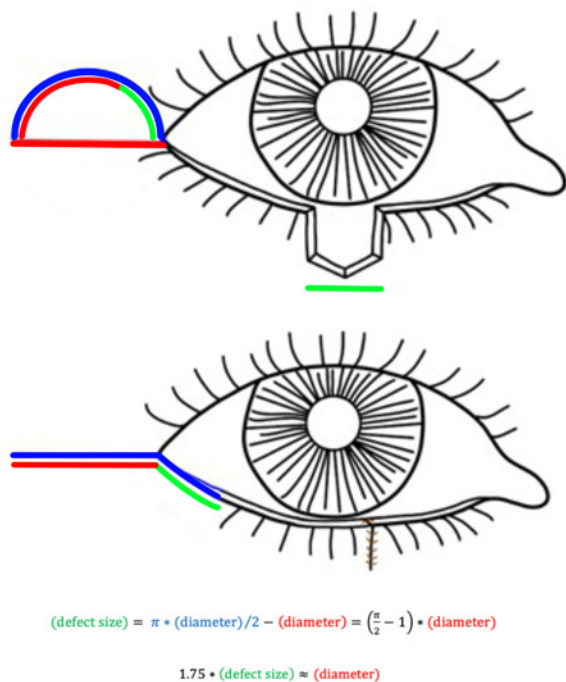 (defect size) = π * (diameter)/2 − (diameter) = (π/2 − 1) * (diameter)
1.75 * (defect size) ≈ (diameter)